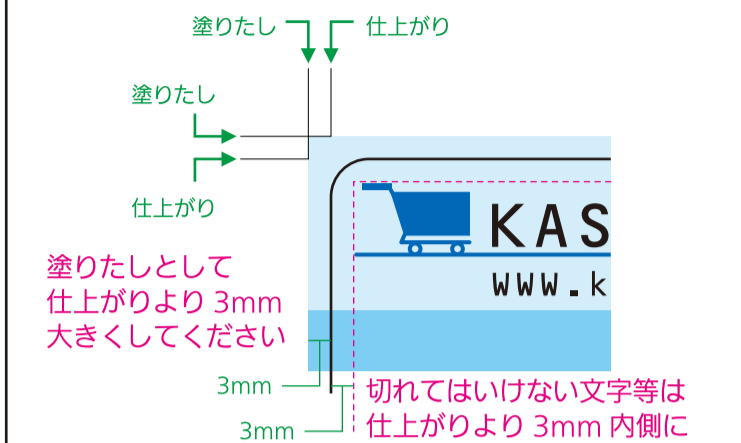 塗りたし 仕上がり
塗りたし
仕上がり
KAS
www.k
塗りたしとして
仕上がりより 3mm
大きくしてください
3mm
3mm
切れてはいけない文字等は
仕上がりより 3mm 内側に